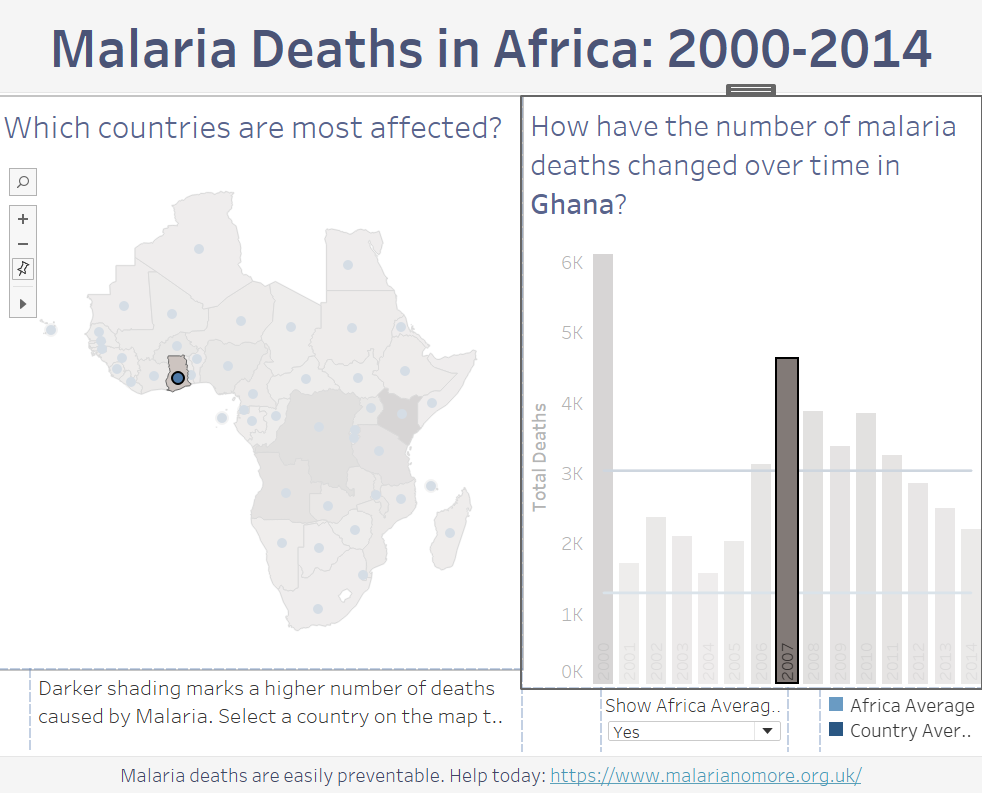 Malaria Deaths in Africa: 2000-2014
Which countries are most affected?
How have the number of malaria
deaths changed over time in
Ghana?
Total Deaths
6K
5K
4K
3K
2K
1K
0K
2000
2001
2002
2003
2004
2005
2006
2007
2008
2009
2010
2011
2012
2013
2014
Darker shading marks a higher number of deaths
caused by Malaria. Select a country on the map t..
Show Africa Averag..
Yes
Africa Average
Country Aver..
Malaria deaths are easily preventable. Help today: https://www.malarianomore.org.uk/